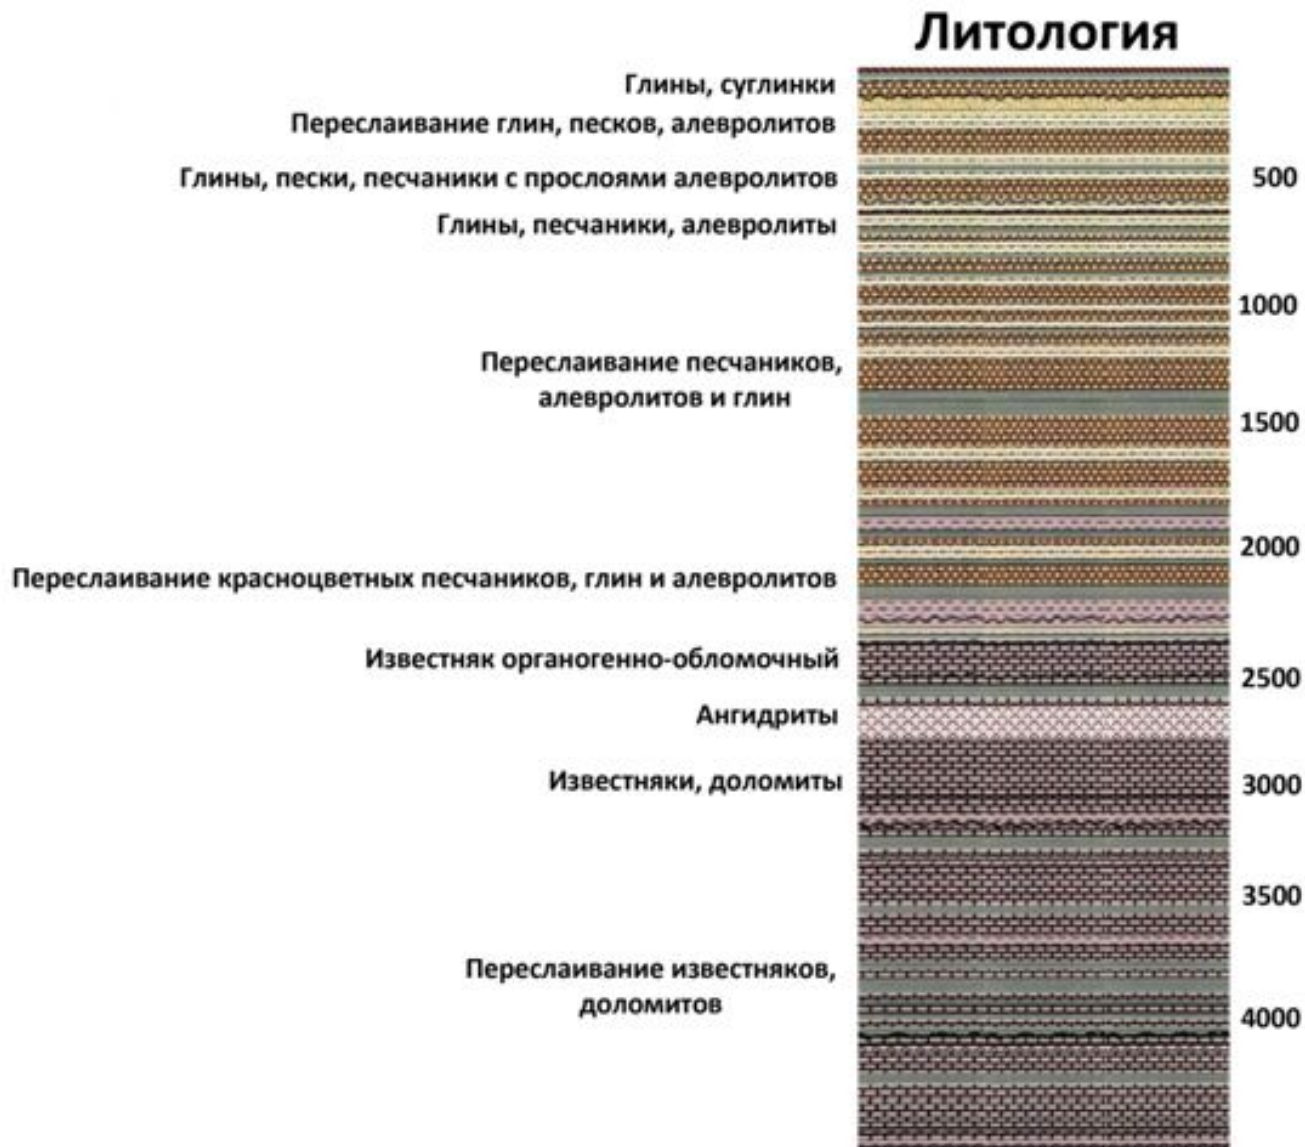 Литология
Глины, суглинки
Переслаивание глин, песков, алевролитов
Глины, пески, песчаники с прослоями алевролитов
500
Глины, песчаники, алевролиты
1000
Переслаивание песчаников,
алевролитов и глин
1500
2000
Переслаивание красноцветных песчаников, глин и алевролитов
Известняк органогенно-обломочный
2500
Ангидриты
Известняки, доломиты
3000
3500
Переслаивание известняков,
доломитов
4000